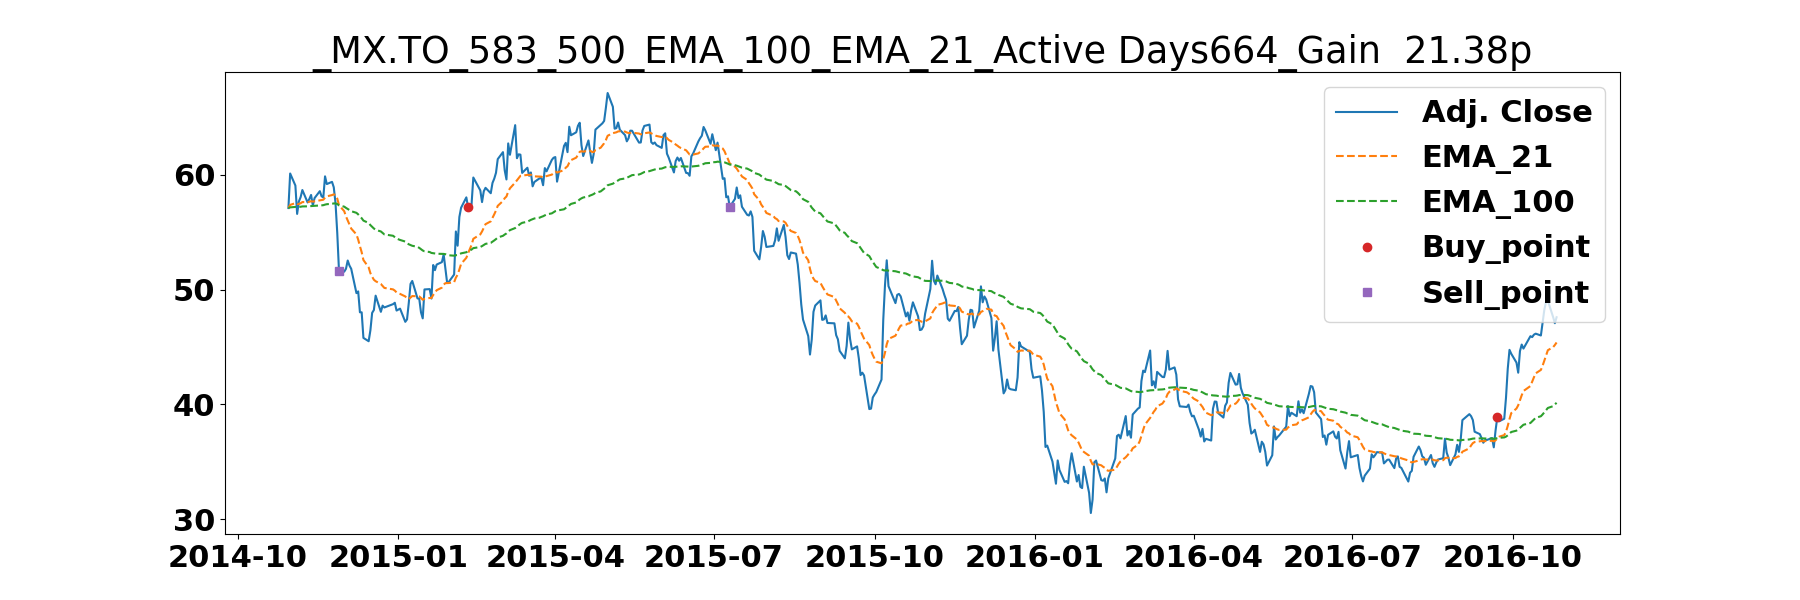 _MX.TO_583_500_EMA_100_EMA_21_Active Days664_Gain  21.38p
Adj. Close
EMA_21
EMA_100
Buy_point
Sell_point
60
50
40
30
2014-10 2015-01 2015-04 2015-07 2015-10 2016-01 2016-04 2016-07 2016-10